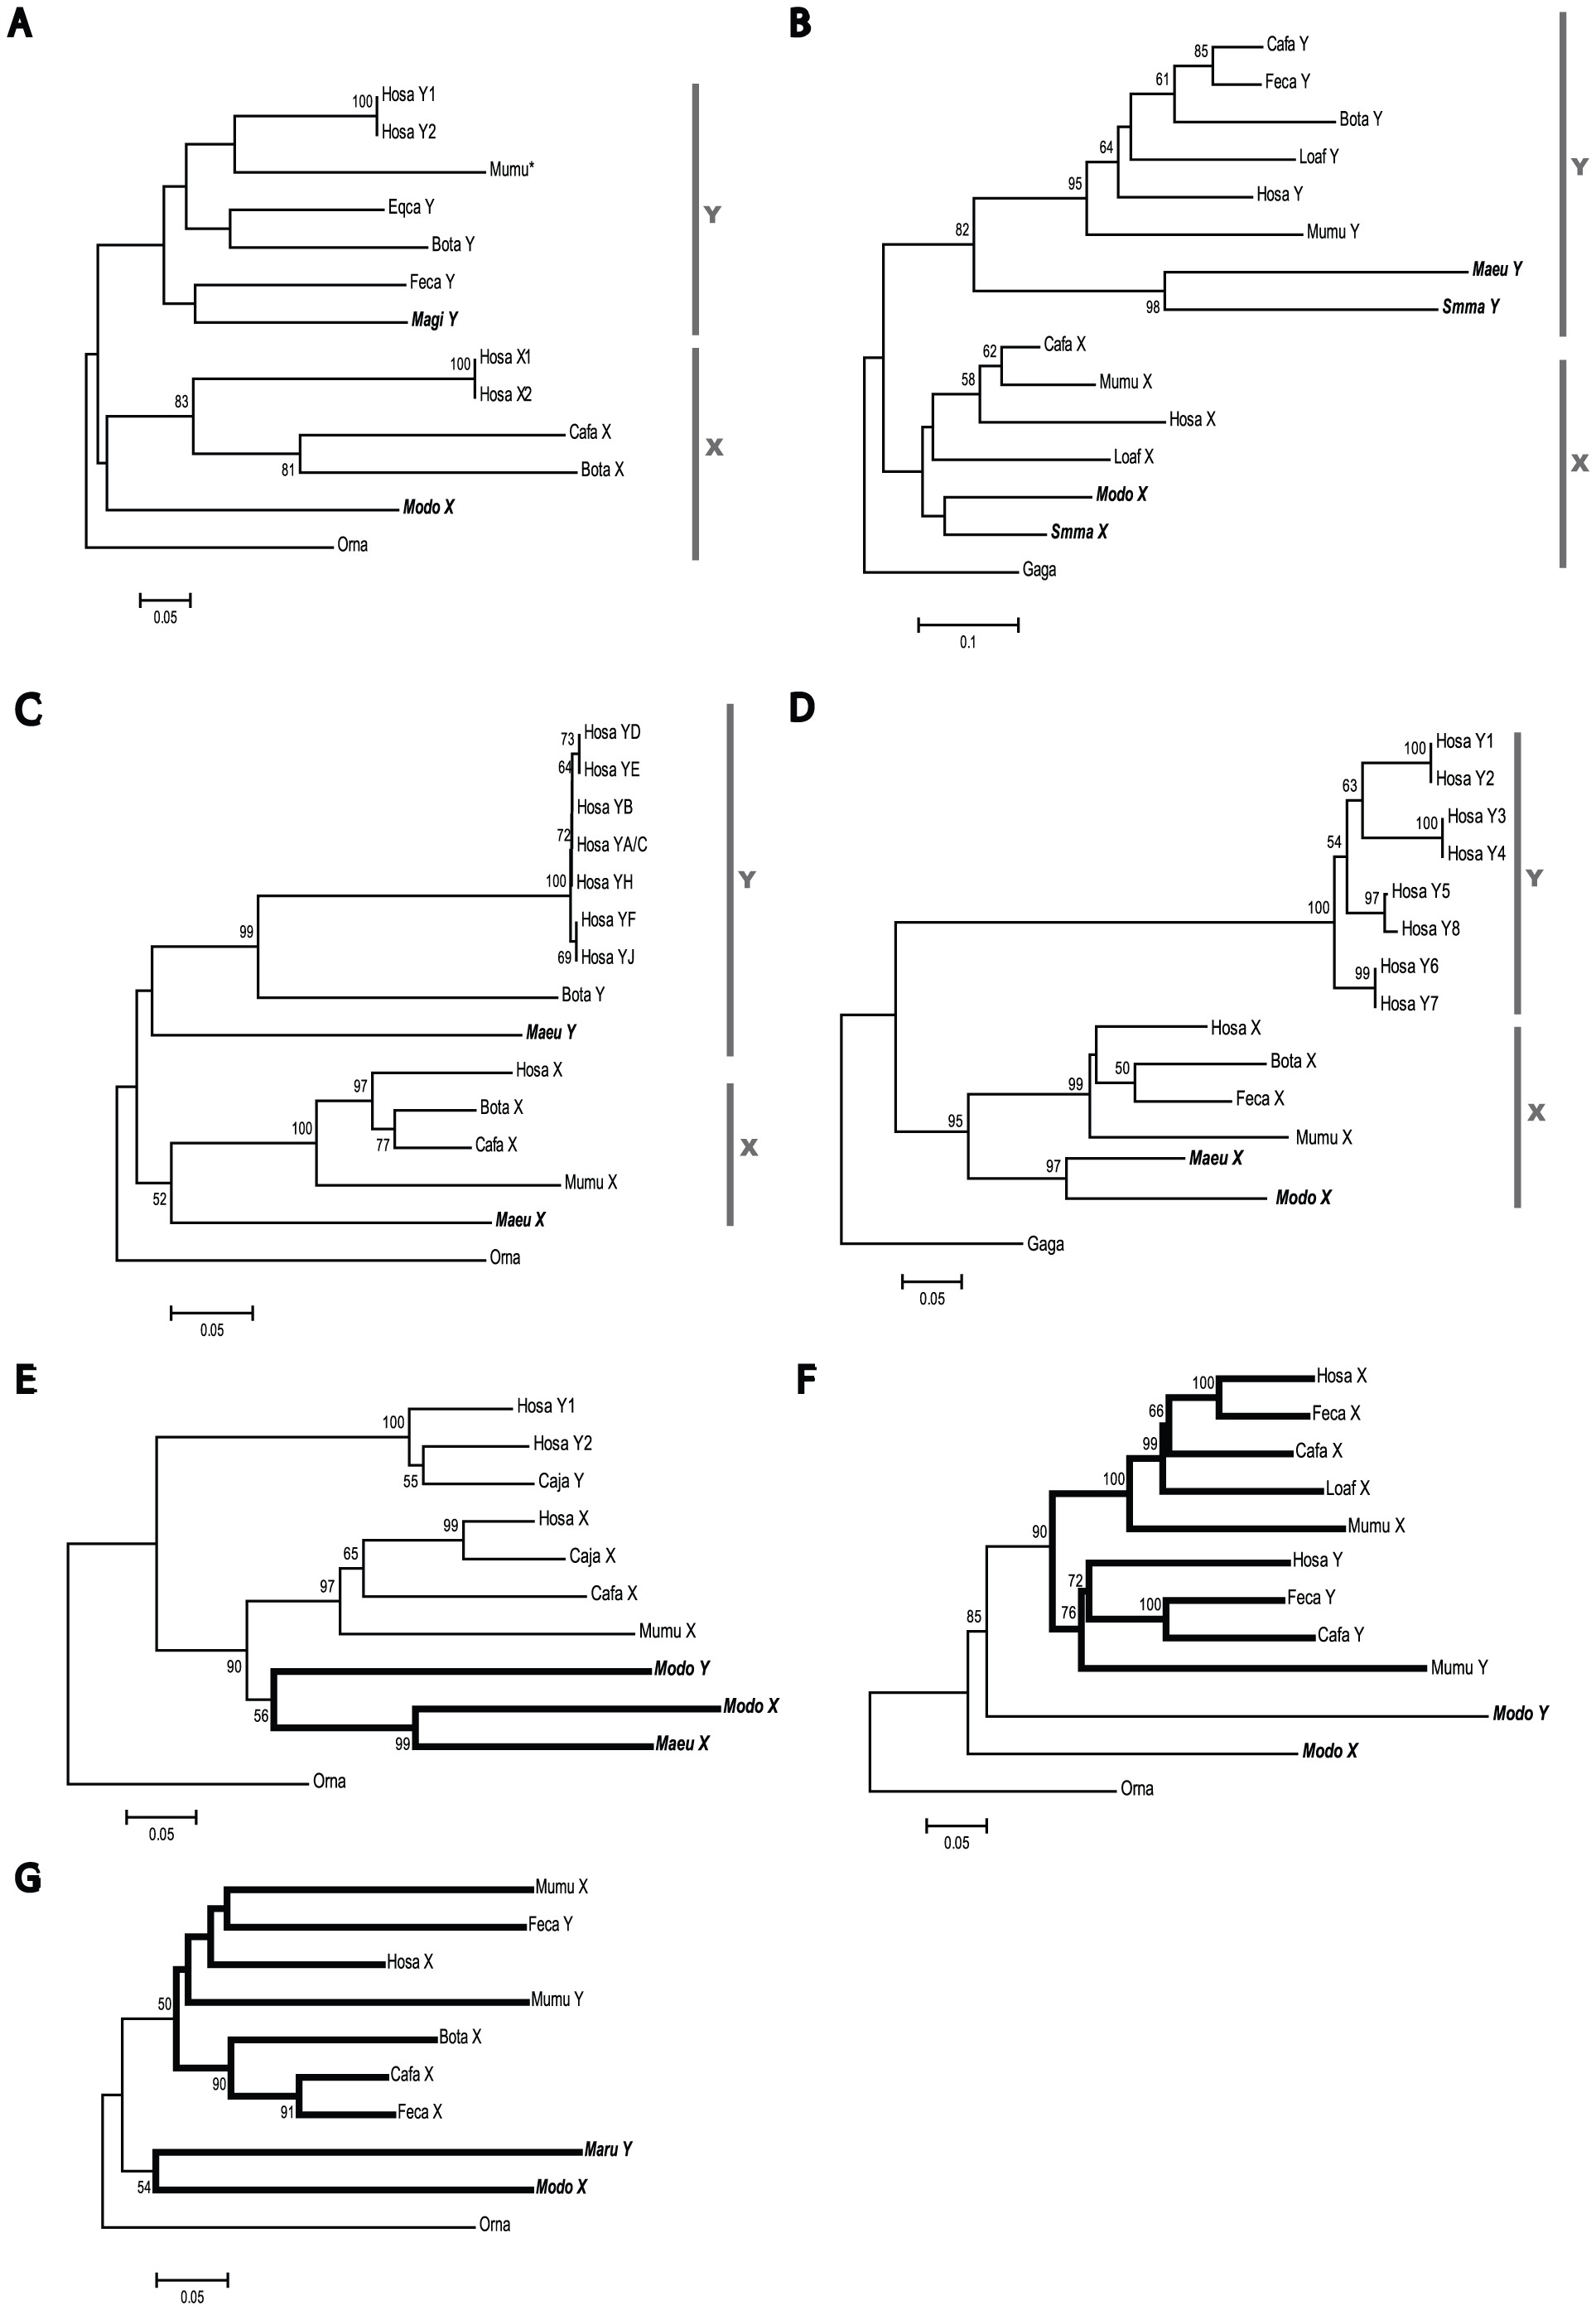 A
100
Hosa Y1
Hosa Y2
Mumu*
Eqca Y
Bota Y
Feca Y
Magi Y
Y
Hosa X1
100
Hosa X2
83
Cafa X
81
Bota X
Modo X
X
Orna
0.05
B
85
Cafa Y
61
Feca Y
Bota Y
64
Loaf Y
95
Hosa Y
82
Mumu Y
Maeu Y
98
Smma Y
Y
62
Cafa X
58
Mumu X
Hosa X
Loaf X
Modo X
Smma X
X
Gaga
0.1
C
73
Hosa YD
64
Hosa YE
Hosa YB
72
Hosa YA/C
100
Hosa YH
Hosa YF
69
Hosa YJ
99
Bota Y
Maeu Y
Y
97
Hosa X
Bota X
100
77
Cafa X
Mumu X
52
Maeu X
X
Orna
0.05
D
100
Hosa Y1
Hosa Y2
63
Hosa Y3
100
Hosa Y4
54
97
Hosa Y5
100
Hosa Y8
Hosa Y6
99
Hosa Y7
Y
Hosa X
50
Bota X
99
Feca X
95
Mumu X
97
Maeu X
Modo X
X
Gaga
0.05
E
Hosa Y1
100
Hosa Y2
55
Caja Y
99
Hosa X
65
Caja X
97
Cafa X
Mumu X
90
Modo Y
56
Modo X
99
Maeu X
Orna
0.05
F
100
Hosa X
66
Feca X
99
Cafa X
100
Loaf X
90
Mumu X
72
Hosa Y
76
100
Feca Y
Cafa Y
85
Mumu Y
Modo Y
Modo X
Orna
0.05
G
Mumu X
Feca Y
Hosa X
50
Mumu Y
Bota X
90
Cafa X
91
Feca X
Maru Y
54
Modo X
Orna
0.05